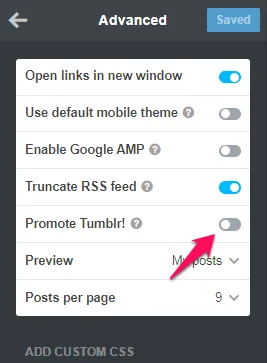 Advanced
Saved
Open links in new window
Use default mobile theme ?
Enable Google AMP ?
Truncate RSS feed ?
Promote Tumblr! ?
Preview My posts
Posts per page 9
ADD CUSTOM CSS